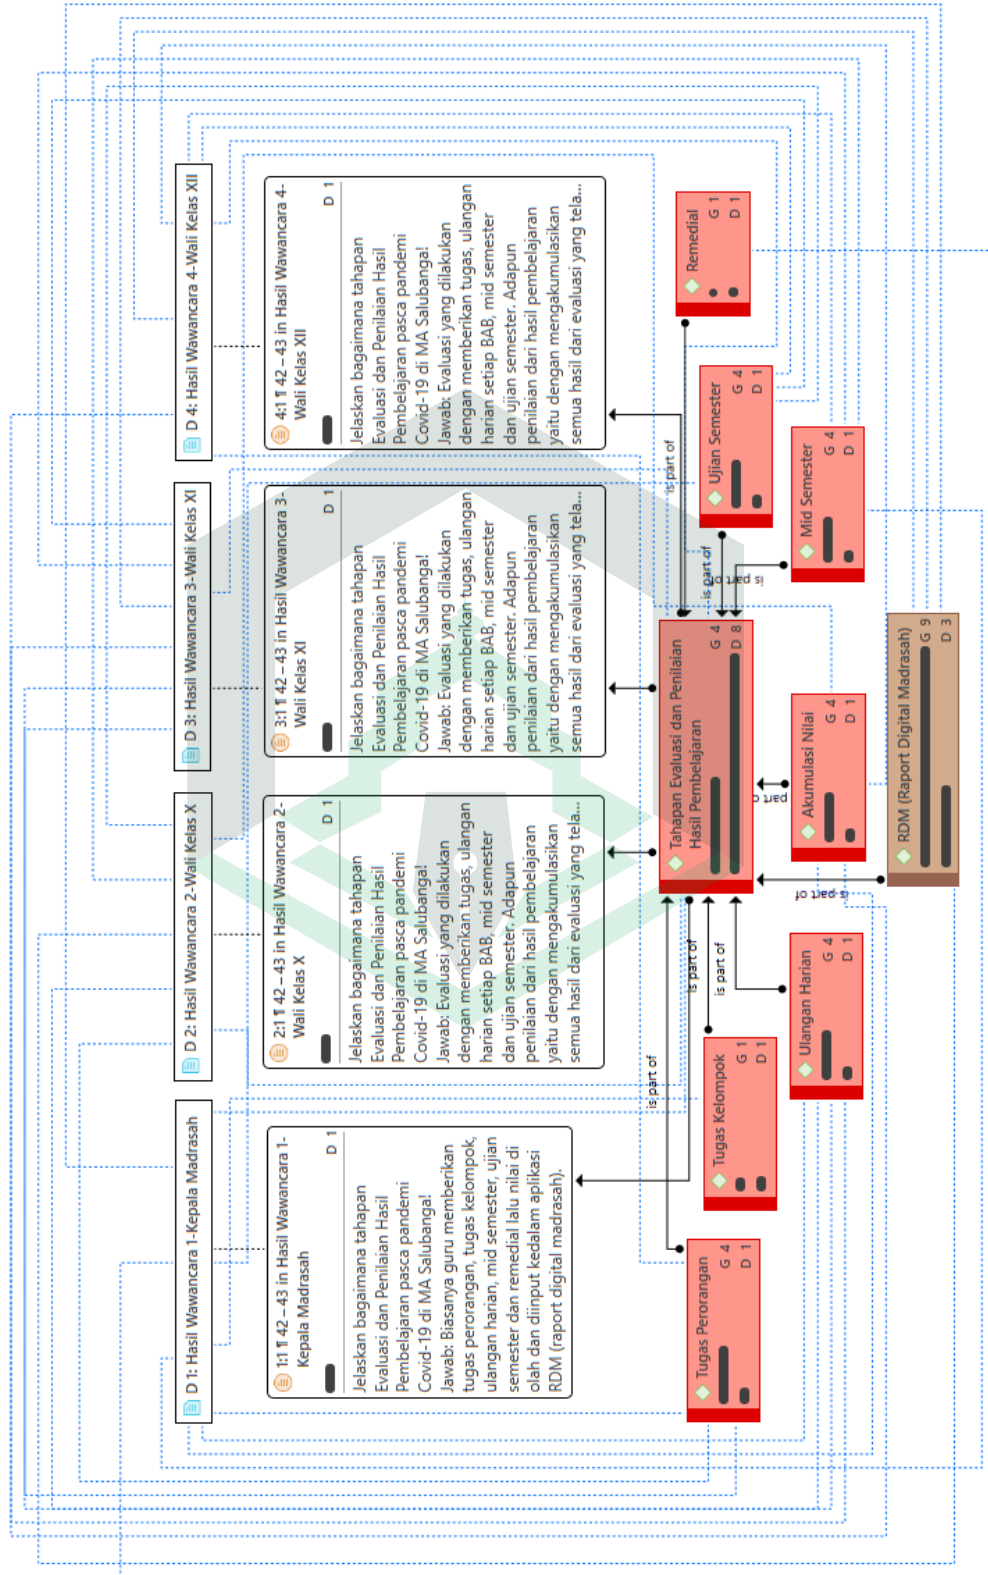 D 1: Hasil Wawancara 1-Kepala Madrasah
D 2: Hasil Wawancara 2-Wali Kelas X
D 3: Hasil Wawancara 3-Wali Kelas XI
D 4: Hasil Wawancara 4-Wali Kelas XII
1:1 ¶ 42 – 43 in Hasil Wawancara 1-
Kepala Madrasah
D 1
Jelaskan bagaimana tahapan
Evaluasi dan Penilaian Hasil
Pembelajaran pasca pandemi
Covid-19 di MA Salubanga!
Jawab: Biasanya guru memberikan
tugas perorangan, tugas kelompok,
ulangan harian, mid semester, ujian
semester dan remedial lalu nilai di
olah dan diinput kedalam aplikasi
RDM (raport digital madrasah).
2:1 ¶ 42 – 43 in Hasil Wawancara 2-
Wali Kelas X
D 1
Jelaskan bagaimana tahapan
Evaluasi dan Penilaian Hasil
Pembelajaran pasca pandemi
Covid-19 di MA Salubanga!
Jawab: Evaluasi yang dilakukan
dengan memberikan tugas, ulangan
harian setiap BAB, mid semester
dan ujian semester. Adapun
penilaian dari hasil pembelajaran
yaitu dengan mengakumulasikan
semua hasil dari evaluasi yang tela...
3:1 ¶ 42 – 43 in Hasil Wawancara 3-
Wali Kelas XI
D 1
Jelaskan bagaimana tahapan
Evaluasi dan Penilaian Hasil
Pembelajaran pasca pandemi
Covid-19 di MA Salubanga!
Jawab: Evaluasi yang dilakukan
dengan memberikan tugas, ulangan
harian setiap BAB, mid semester
dan ujian semester. Adapun
penilaian dari hasil pembelajaran
yaitu dengan mengakumulasikan
semua hasil dari evaluasi yang tela...
4:1 ¶ 42 – 43 in Hasil Wawancara 4-
Wali Kelas XII
D 1
Jelaskan bagaimana tahapan
Evaluasi dan Penilaian Hasil
Pembelajaran pasca pandemi
Covid-19 di MA Salubanga!
Jawab: Evaluasi yang dilakukan
dengan memberikan tugas, ulangan
harian setiap BAB, mid semester
dan ujian semester. Adapun
penilaian dari hasil pembelajaran
yaitu dengan mengakumulasikan
semua hasil dari evaluasi yang tela...
is part of
is part of
is part of
is part of
is part of
is part of
is part of
part o
Tahapan Evaluasi dan Penilaian
Hasil Pembelajaran
G 4
D 8
Tugas Perorangan
G 4
D 1
Tugas Kelompok
G 1
D 1
Ulangan Harian
G 4
D 1
Akumulasi Nilai
G 4
D 1
Mid Semester
G 4
D 1
Ujian Semester
G 4
D 1
Remedial
G 1
D 1
RDM (Raport Digital Madrasah)
G 9
D 3